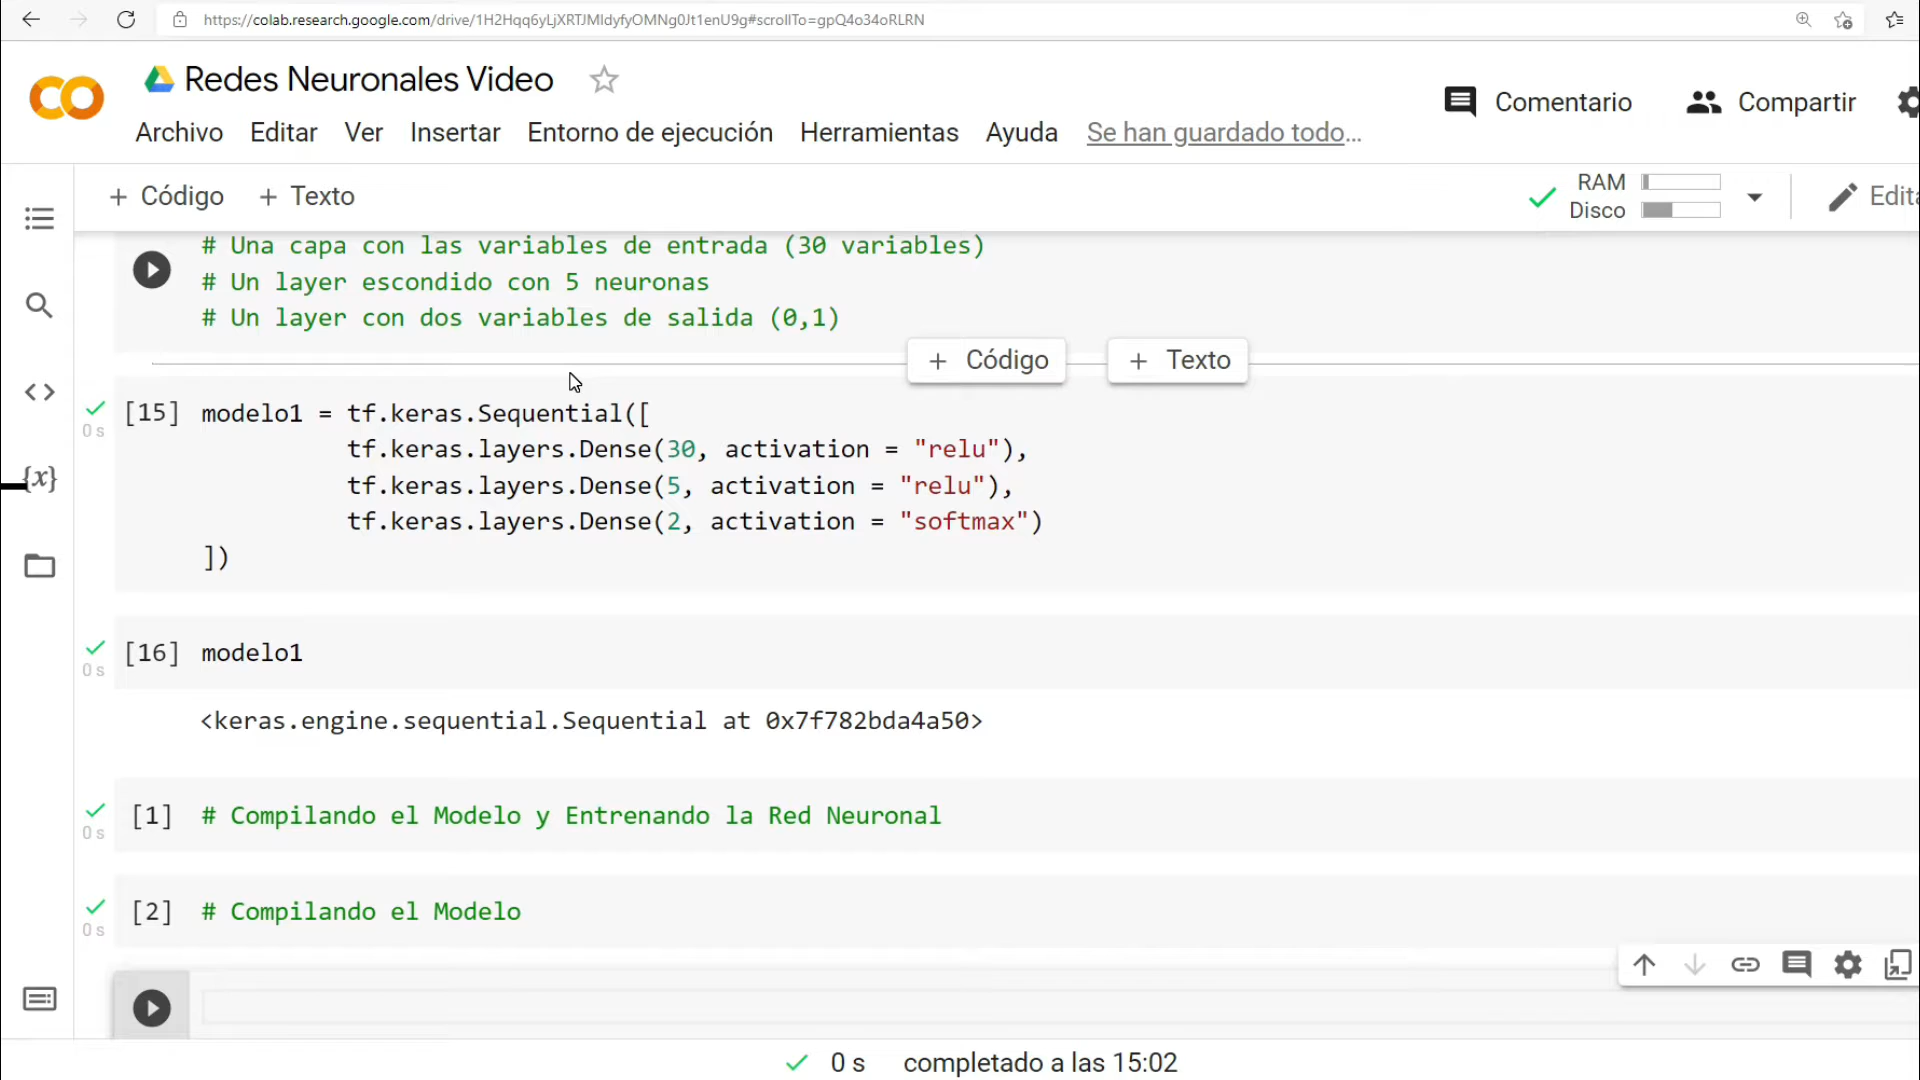 https://colab.research.google.com/drive/1H2Hqq6yLjXRTJMIdyfyOMNg0Jt1enU9g#scrollTo=gpQ4o34oRLRN
Redes Neuronales Video
Comentario
Compartir
Archivo Editar Ver Insertar Entorno de ejecución Herramientas Ayuda Se han guardado todo…
+ Código + Texto
RAM
Disco
Edita
# Una capa con las variables de entrada (30 variables)
# Un layer escondido con 5 neuronas
# Un layer con dos variables de salida (0,1)
+ Código + Texto
0 s
[15] modelo1 = tf.keras.Sequential([
tf.keras.layers.Dense(30, activation = "relu"),
tf.keras.layers.Dense(5, activation = "relu"),
tf.keras.layers.Dense(2, activation = "softmax")
])
[16] modelo1
0 s
<keras.engine.sequential.Sequential at 0x7f782bda4a50>
[1] # Compilando el Modelo y Entrenando la Red Neuronal
0 s
[2] # Compilando el Modelo
0 s
0 s completado a las 15:02